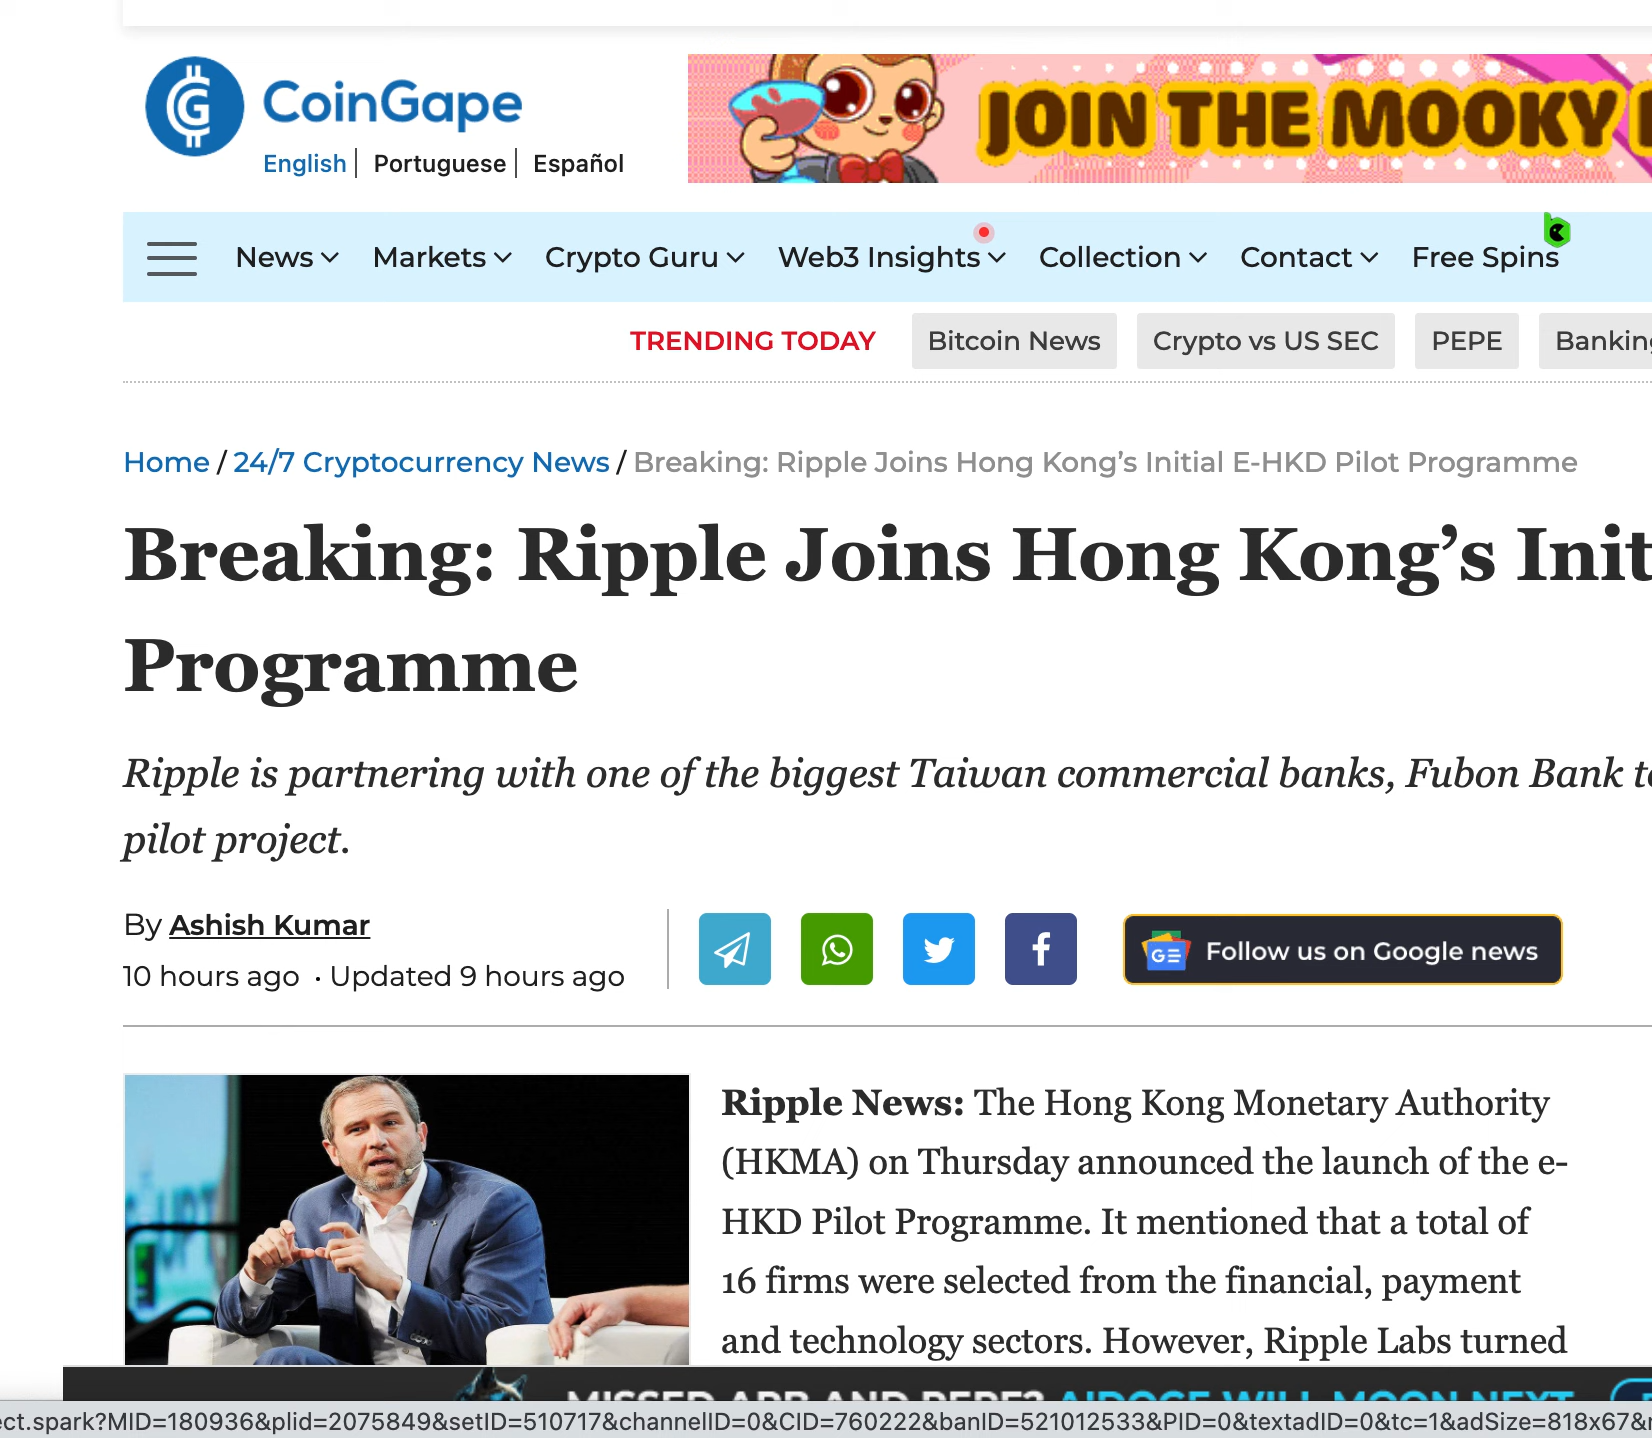 CoinGape
English | Portuguese | Español
JOIN THE MOOKY
News Markets Crypto Guru Web3 Insights Collection Contact Free Spins
TRENDING TODAY Bitcoin News Crypto vs US SEC PEPE Banking
Home / 24/7 Cryptocurrency News / Breaking: Ripple Joins Hong Kong’s Initial E-HKD Pilot Programme
Breaking: Ripple Joins Hong Kong’s Init
Programme
Ripple is partnering with one of the biggest Taiwan commercial banks, Fubon Bank to
pilot project.
By Ashish Kumar
10 hours ago · Updated 9 hours ago
GE Follow us on Google news
Ripple News: The Hong Kong Monetary Authority
(HKMA) on Thursday announced the launch of the e-
HKD Pilot Programme. It mentioned that a total of
16 firms were selected from the financial, payment
and technology sectors. However, Ripple Labs turned
MISSED ARB AND PEPE? AIDOGE WILL MOON NEXT
ect.spark?MID=180936&plid=2075849&setID=510717&channelID=0&CID=760222&banID=521012533&PID=0&textadID=0&tc=1&adSize=818x67&